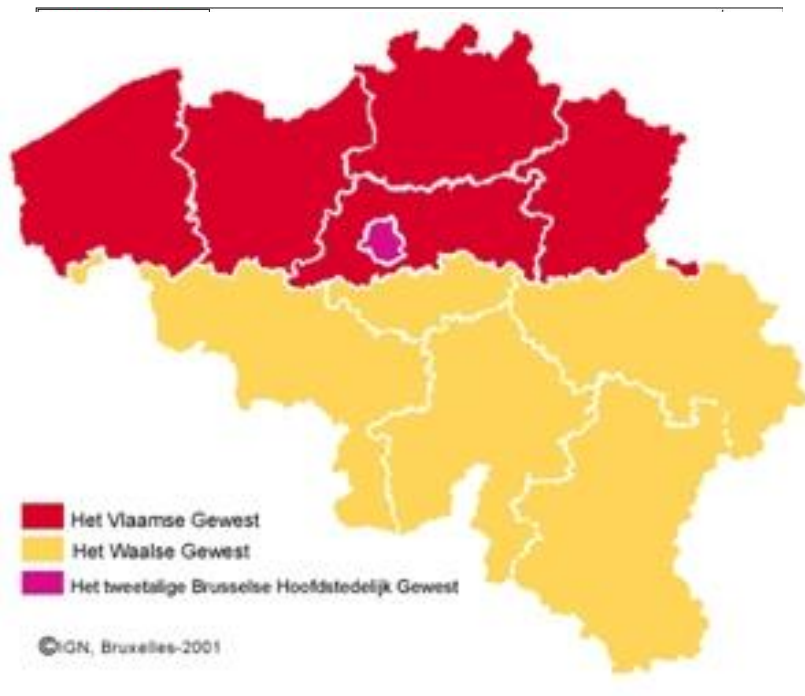 Het Vlaamse Gewest
Het Waalse Gewest
Het tweetalige Brusselse Hoofdstedelijk Gewest
©IGN, Bruxelles-2001